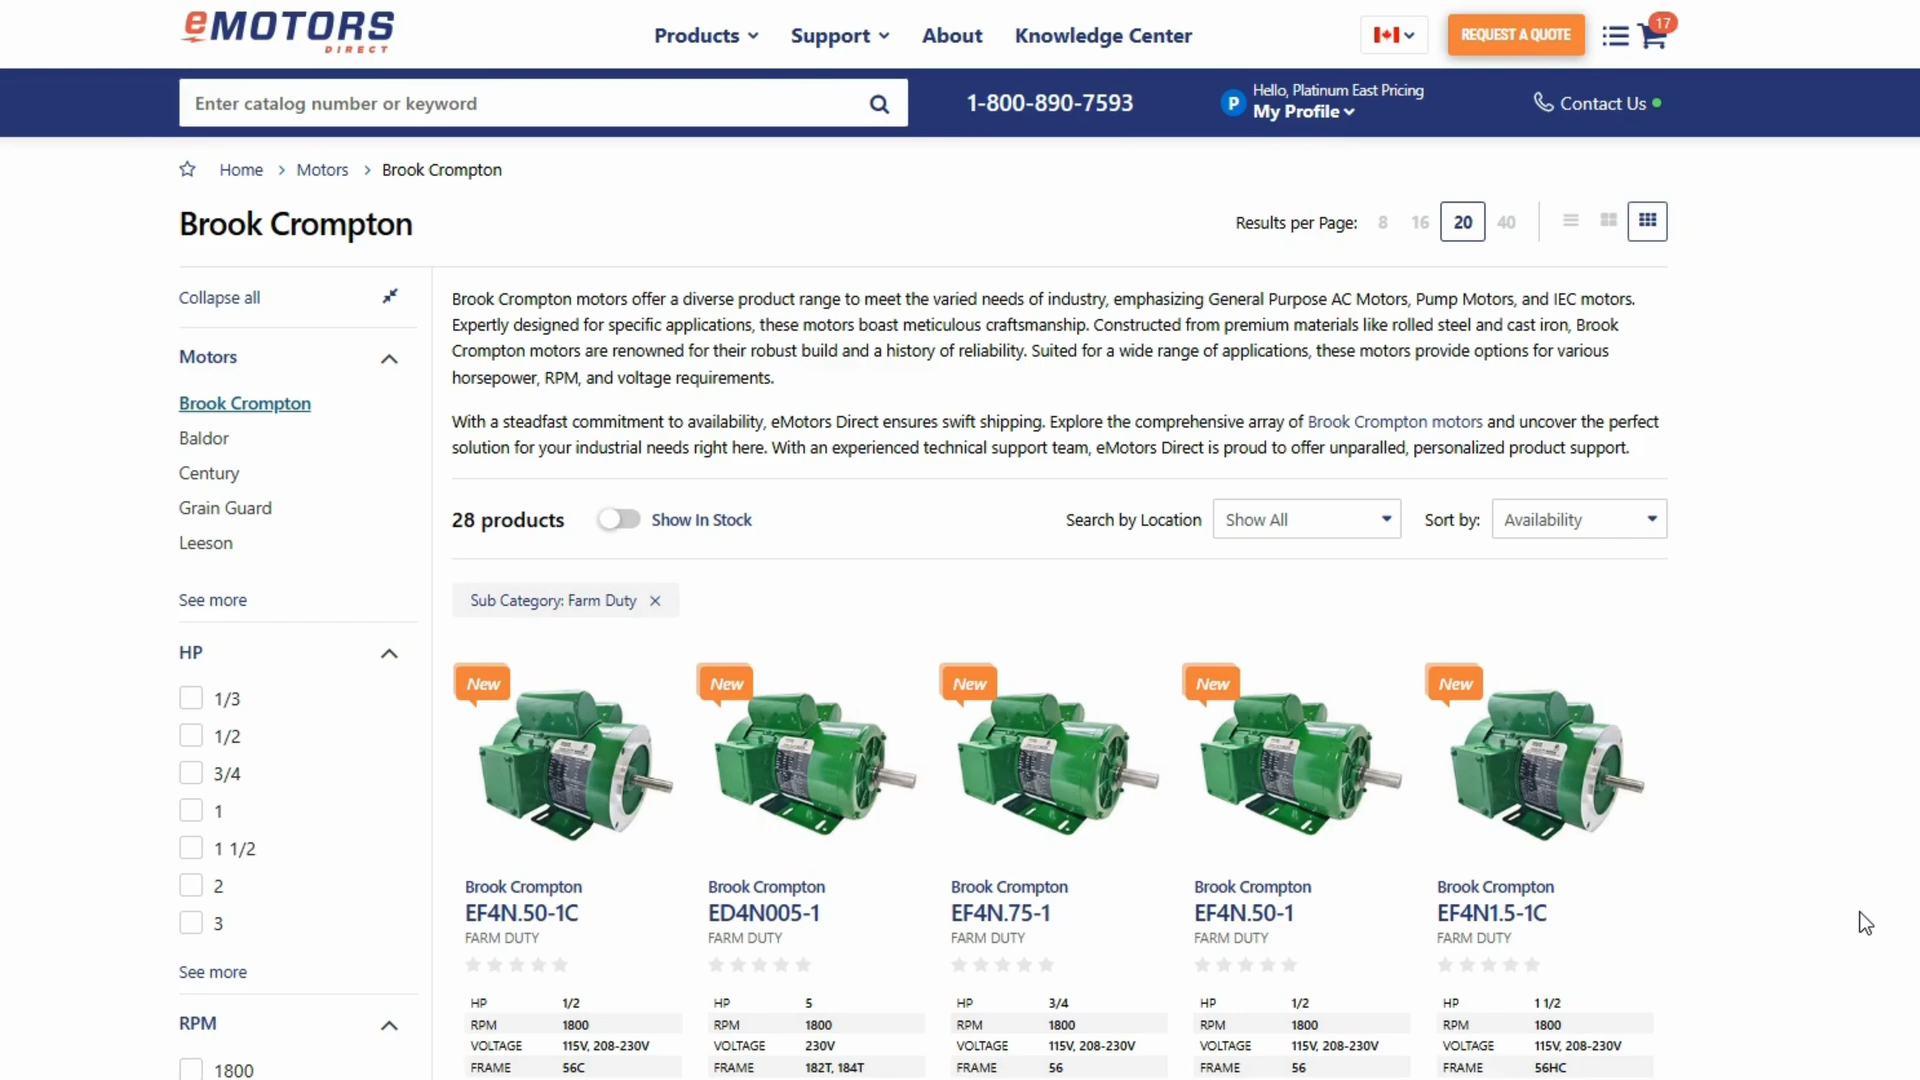 eMOTORS
DIRECT
Products
Support
About
Knowledge Center
REQUEST A QUOTE
17
Enter catalog number or keyword
1-800-890-7593
P
Hello, Platinum East Pricing
My Profile
Contact Us
Home > Motors > Brook Crompton
Brook Crompton
Results per Page: 8 16 20 40
Collapse all
Motors
Brook Crompton
Baldor
Century
Grain Guard
Leeson
See more
HP
1/3
1/2
3/4
1
1 1/2
2
3
See more
RPM
1800
Brook Crompton motors offer a diverse product range to meet the varied needs of industry, emphasizing General Purpose AC Motors, Pump Motors, and IEC motors.
Expertly designed for specific applications, these motors boast meticulous craftsmanship. Constructed from premium materials like rolled steel and cast iron, Brook
Crompton motors are renowned for their robust build and a history of reliability. Suited for a wide range of applications, these motors provide options for various
horsepower, RPM, and voltage requirements.
With a steadfast commitment to availability, eMotors Direct ensures swift shipping. Explore the comprehensive array of Brook Crompton motors and uncover the perfect
solution for your industrial needs right here. With an experienced technical support team, eMotors Direct is proud to offer unparalled, personalized product support.
28 products
Show In Stock
Search by Location
Show All
Sort by:
Availability
Sub Category: Farm Duty ×
New
Brook Crompton
EF4N.50-1C
FARM DUTY
HP 1/2
RPM 1800
VOLTAGE 115V, 208-230V
FRAME 56C
New
Brook Crompton
ED4N005-1
FARM DUTY
HP 5
RPM 1800
VOLTAGE 230V
FRAME 182T, 184T
New
Brook Crompton
EF4N.75-1
FARM DUTY
HP 3/4
RPM 1800
VOLTAGE 115V, 208-230V
FRAME 56
New
Brook Crompton
EF4N.50-1
FARM DUTY
HP 1/2
RPM 1800
VOLTAGE 115V, 208-230V
FRAME 56
New
Brook Crompton
EF4N1.5-1C
FARM DUTY
HP 1 1/2
RPM 1800
VOLTAGE 115V, 208-230V
FRAME 56HC